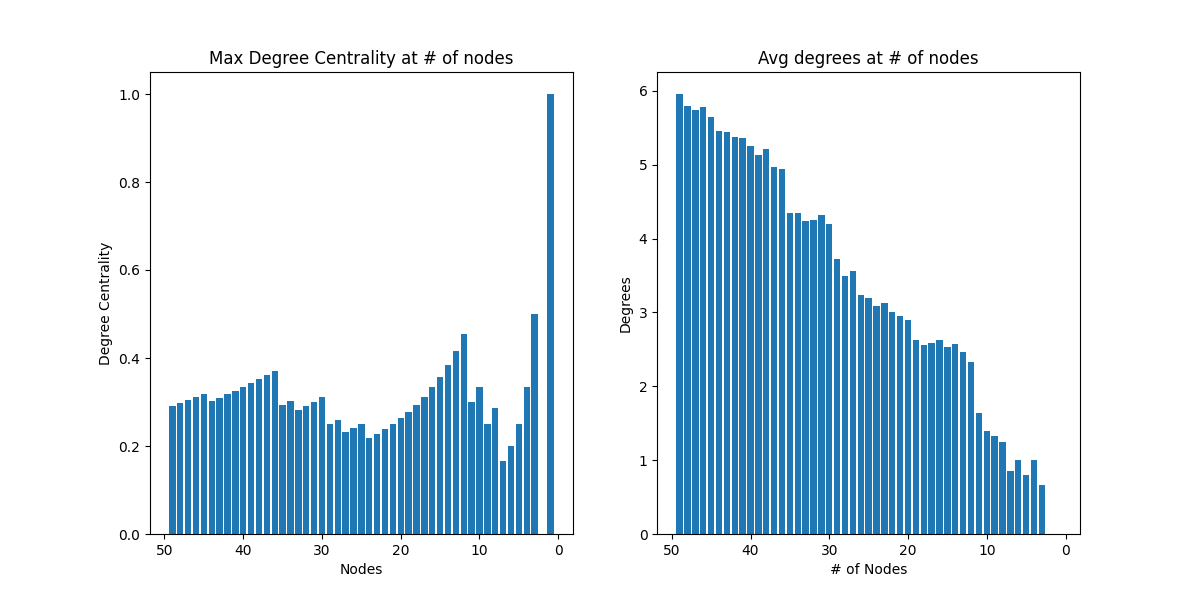 Max Degree Centrality at # of nodes
Degree Centrality
1.0
0.8
0.6
0.4
0.2
0.0
50 40 30 20 10 0
Nodes
Avg degrees at # of nodes
Degrees
6
5
4
3
2
1
0
50 40 30 20 10 0
# of Nodes